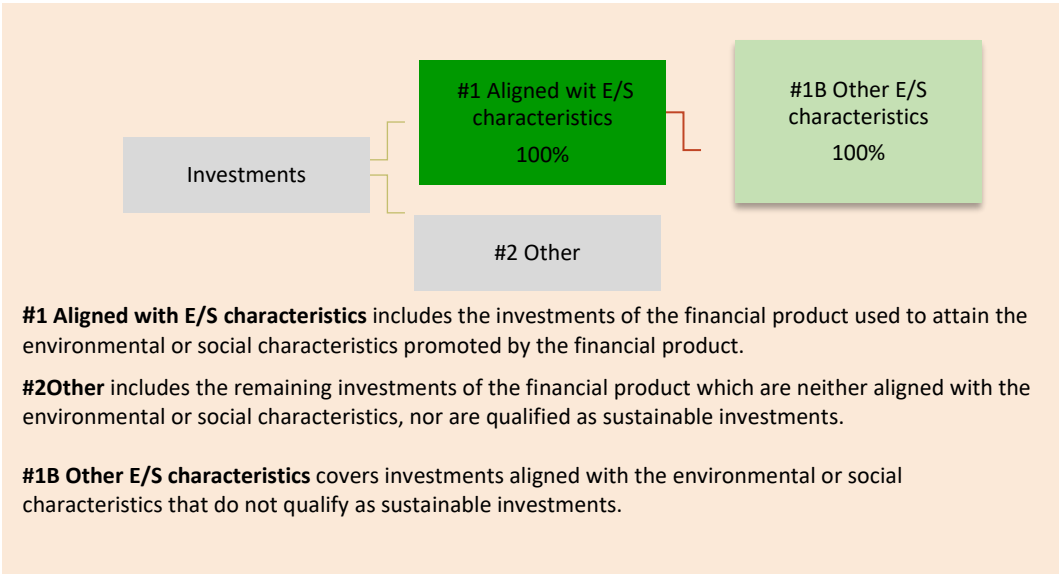 #1 Aligned wit E/S
characteristics
100%
#1B Other E/S
characteristics
100%
Investments
#2 Other
#1 Aligned with E/S characteristics includes the investments of the financial product used to attain the
environmental or social characteristics promoted by the financial product.
#2Other includes the remaining investments of the financial product which are neither aligned with the
environmental or social characteristics, nor are qualified as sustainable investments.
#1B Other E/S characteristics covers investments aligned with the environmental or social
characteristics that do not qualify as sustainable investments.